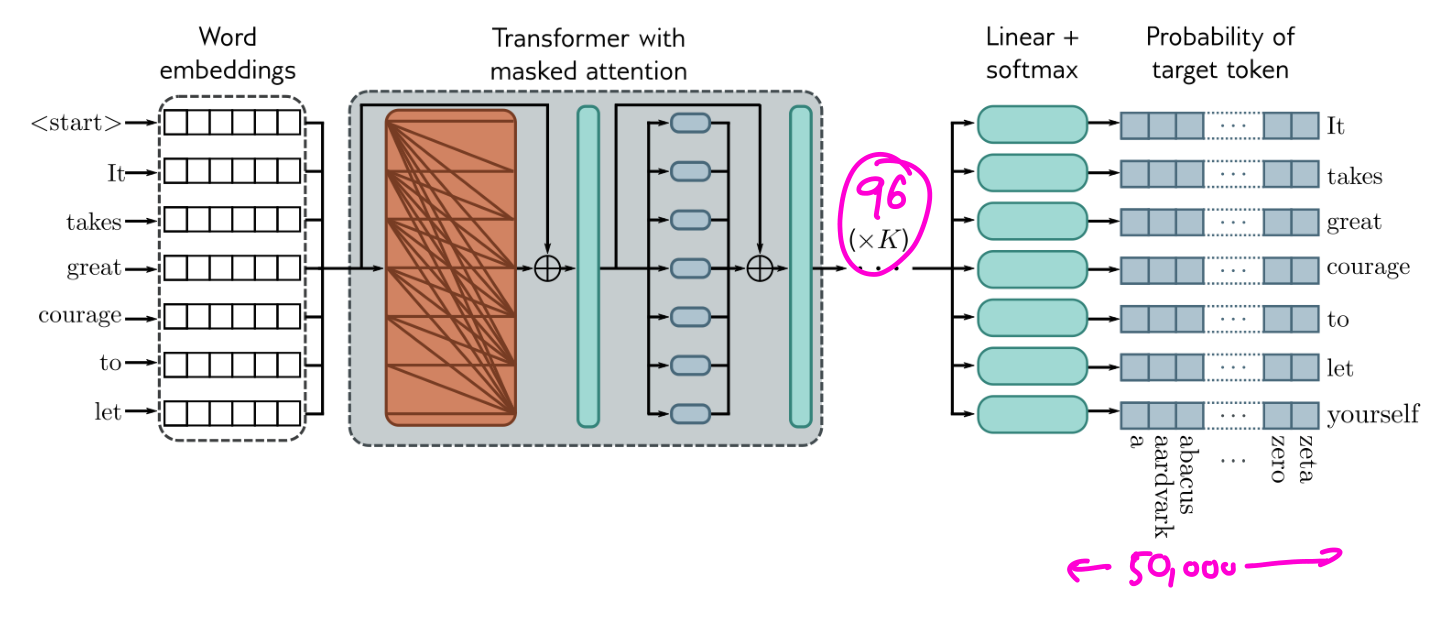 Word
embeddings
Transformer with
masked attention
Linear +
softmax
Probability of
target token
<start>
It
takes
great
courage
to
let
96
(×K)
...
It
takes
great
courage
to
let
yourself
...
...
...
...
...
...
...
a
aardvark
abacus
...
zero
zeta
50,000